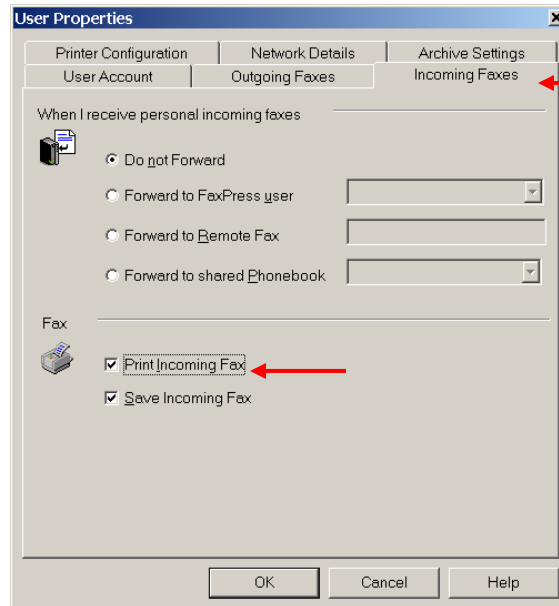 User Properties
Printer Configuration Network Details Archive Settings
User Account Outgoing Faxes Incoming Faxes
When I receive personal incoming faxes
Do not Forward
Forward to FaxPress user
Forward to Remote Fax
Forward to shared Phonebook
Fax
Print Incoming Fax
Save Incoming Fax
OK Cancel Help